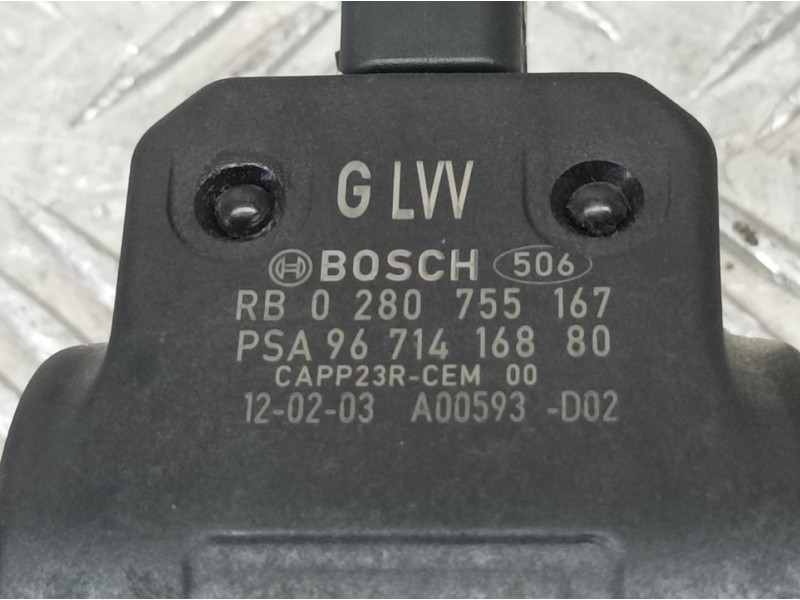 G LVV
BOSCH 506
RB 0 280 755 167
PSA 96 714 168 80
CAPP23R-CEM 00
12-02-03 A00593 -D02